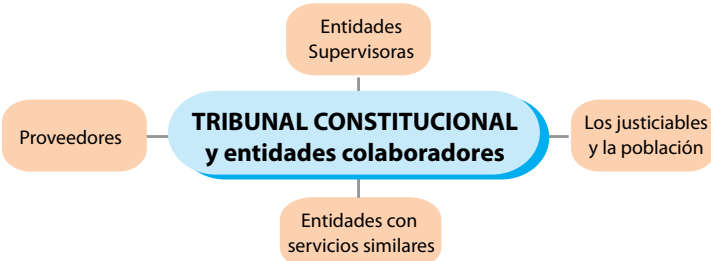 Entidades
Supervisoras
Proveedores
TRIBUNAL CONSTITUCIONAL
y entidades colaboradores
Los justiciables
y la población
Entidades con
servicios similares